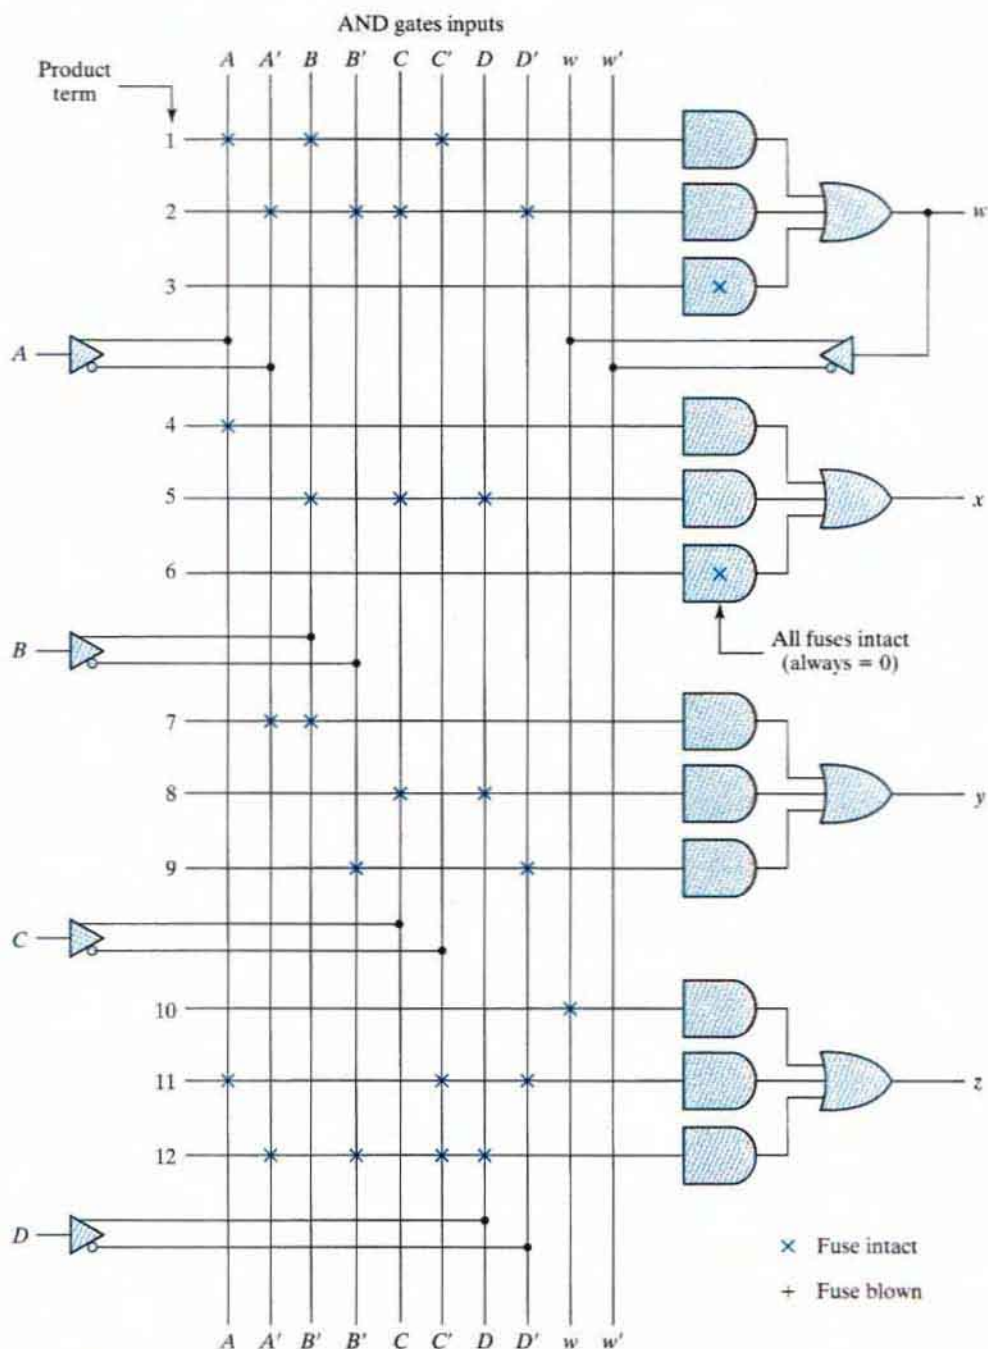 AND gates inputs
A A' B B' C C' D D' w w'
Product
term
1
2
w
3
A
4
5
x
6
B
All fuses intact
(always = 0)
7
8
y
9
C
10
11
z
12
D
× Fuse intact
+ Fuse blown
A A' B' B' C C' D D' w w'